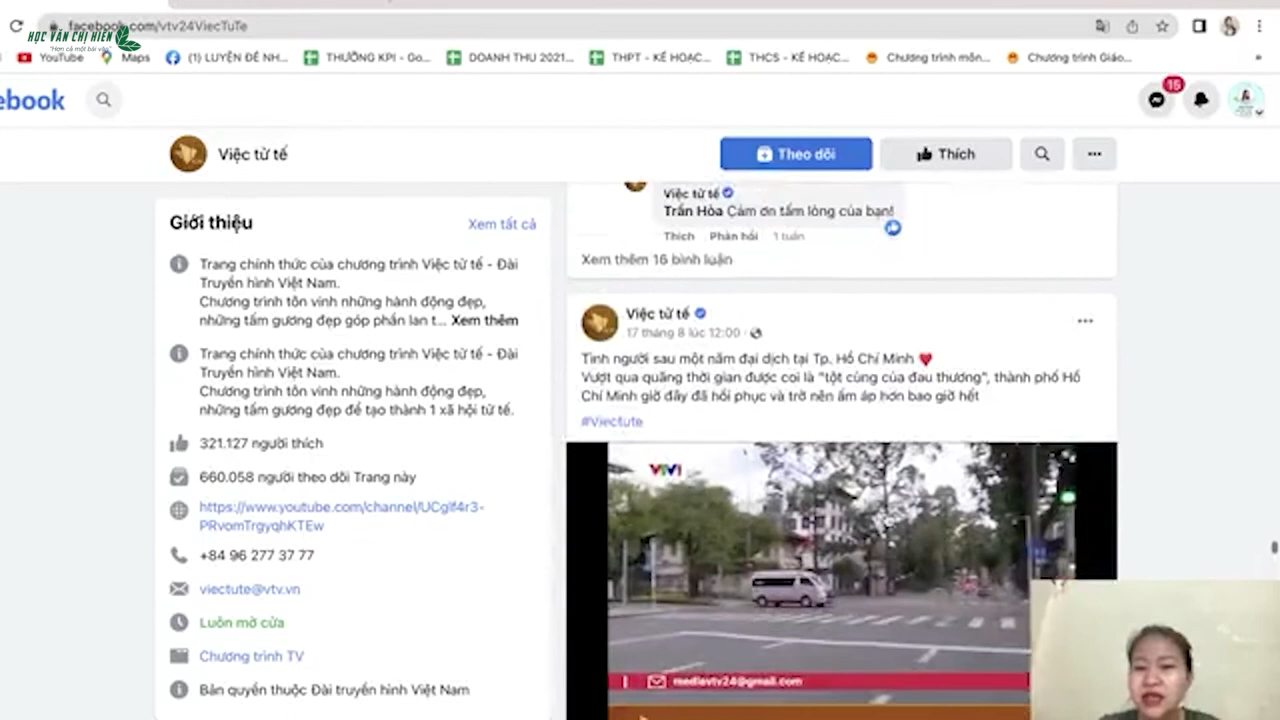 facebook.com/vtv24ViecTuTe
HỌC VĂN CHỊ HIÊN
"Hơn cả một bài văn"
YouTube
Maps
(1) LUYỆN ĐỀ NH...
THƯỞNG KPI - Go...
DOANH THU 2021...
THPT - KẾ HOẠC...
THCS - KẾ HOẠC...
Chương trình môn...
Chương trình Giáo...
ebook
15
Việc tử tế
Theo dõi
Thích
Giới thiệu
Xem tất cả
Trang chính thức của chương trình Việc tử tế - Đài
Truyền hình Việt Nam.
Chương trình tôn vinh những hành động đẹp,
những tấm gương đẹp góp phần lan t... Xem thêm
Trang chính thức của chương trình Việc tử tế - Đài
Truyền hình Việt Nam.
Chương trình tôn vinh những hành động đẹp,
những tấm gương đẹp để tạo thành 1 xã hội tử tế.
321.127 người thích
660.058 người theo dõi Trang này
https://www.youtube.com/channel/UCglf4r3-
PRvomTrgyqhKTEw
+84 96 277 37 77
viectute@vtv.vn
Luôn mở cửa
Chương trình TV
Bản quyền thuộc Đài truyền hình Việt Nam
Việc tử tế
Trần Hòa Cảm ơn tấm lòng của bạn!
Thích Phản hồi 1 tuần
Xem thêm 16 bình luận
Việc tử tế
17 tháng 8 lúc 12:00 ·
Tình người sau một năm đại dịch tại Tp. Hồ Chí Minh ❤️
Vượt qua quãng thời gian được coi là "tột cùng của đau thương", thành phố Hồ
Chí Minh giờ đây đã hồi phục và trở nên ấm áp hơn bao giờ hết
#Viectute
VTV1
mediavtv24@gmail.com